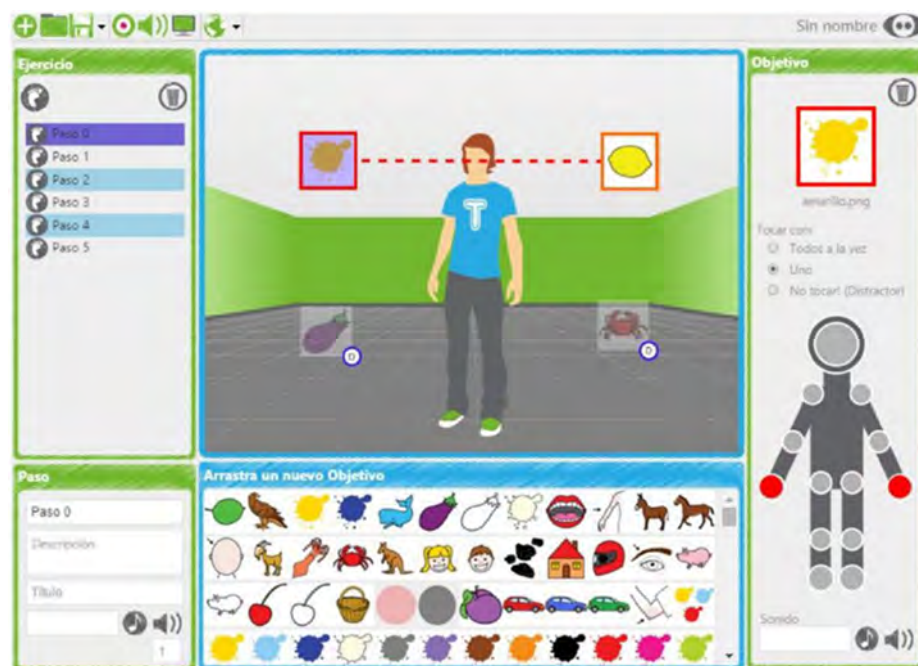 Sin nombre
Ejercicio
Paso 0
Paso 1
Paso 2
Paso 3
Paso 4
Paso 5
T
0
0
Objetivo
amarillo.png
Tocar con:
Todos a la vez
Uno
No tocar! (Distractor)
Sonido
Paso
Paso 0
Descripción
Título
1
Arrastra un nuevo Objetivo